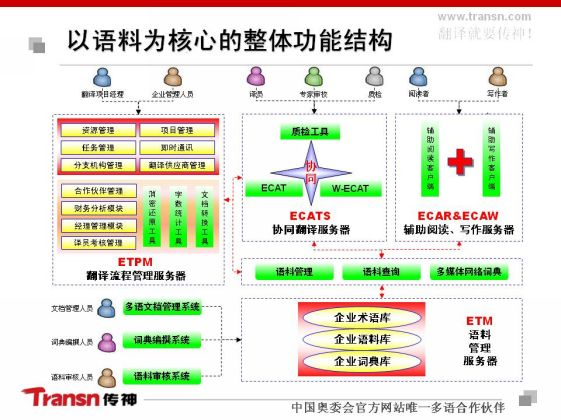 www.transn.com
翻译就要传神!
以语料为核心的整体功能结构
翻译项目经理
企业管理人员
译员
专家审校
质检
阅读者
写作者
资源管理
项目管理
任务管理
即时通讯
分支机构管理
翻译供应商管理
合作伙伴管理
财务分析模块
经理管理模块
译员考核管理
消密还原工具
字数统计工具
文档转换工具
ETPM
翻译流程管理服务器
质检工具
协同
ECAT
W-ECAT
ECATS
协同翻译服务器
辅助阅读客户端
辅助写作客户端
ECAR&ECAW
辅助阅读、写作服务器
语料管理
语料查询
多媒体网络词典
文档管理人员
多语文档管理系统
词典编撰人员
词典编撰系统
语料审核人员
语料审核系统
企业术语库
企业语料库
企业词典库
ETM
语料
管理
服务器
Transn传神
中国奥委会官方网站唯一多语合作伙伴